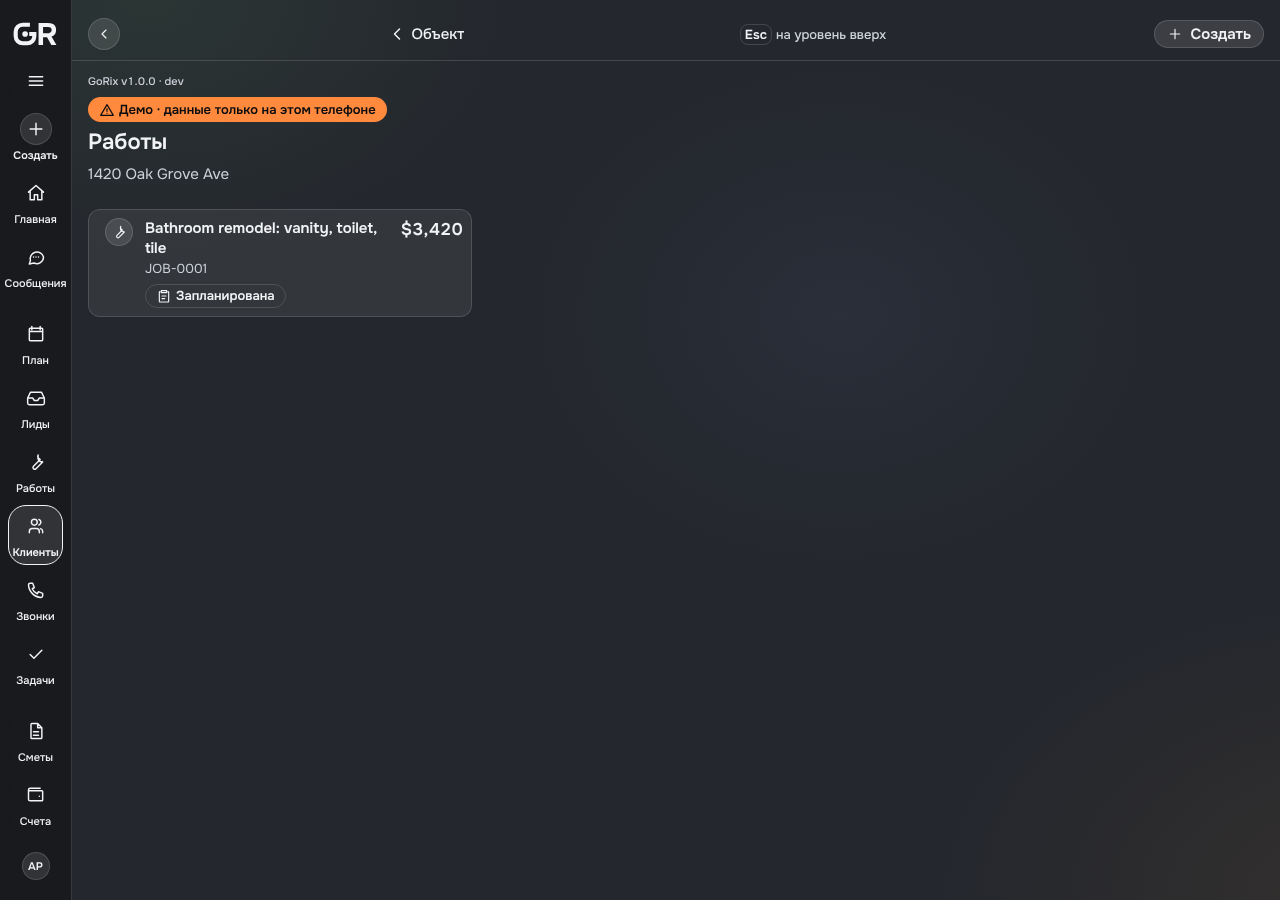 GR
Создать
Главная
Сообщения
План
Лиды
Работы
Клиенты
Звонки
Задачи
Сметы
Счета
AP
Объект
Esc на уровень вверх
Создать
GoRix v1.0.0 · dev
Демо · данные только на этом телефоне
Работы
1420 Oak Grove Ave
Bathroom remodel: vanity, toilet,
tile
$3,420
JOB-0001
Запланирована